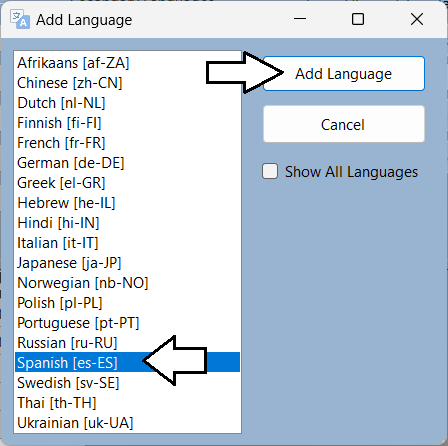 Add Language
Afrikaans [af-ZA]
Chinese [zh-CN]
Dutch [nl-NL]
Finnish [fi-FI]
French [fr-FR]
German [de-DE]
Greek [el-GR]
Hebrew [he-IL]
Hindi [hi-IN]
Italian [it-IT]
Japanese [ja-JP]
Norwegian [nb-NO]
Polish [pl-PL]
Portuguese [pt-PT]
Russian [ru-RU]
Spanish [es-ES]
Swedish [sv-SE]
Thai [th-TH]
Ukrainian [uk-UA]
Add Language
Cancel
Show All Languages